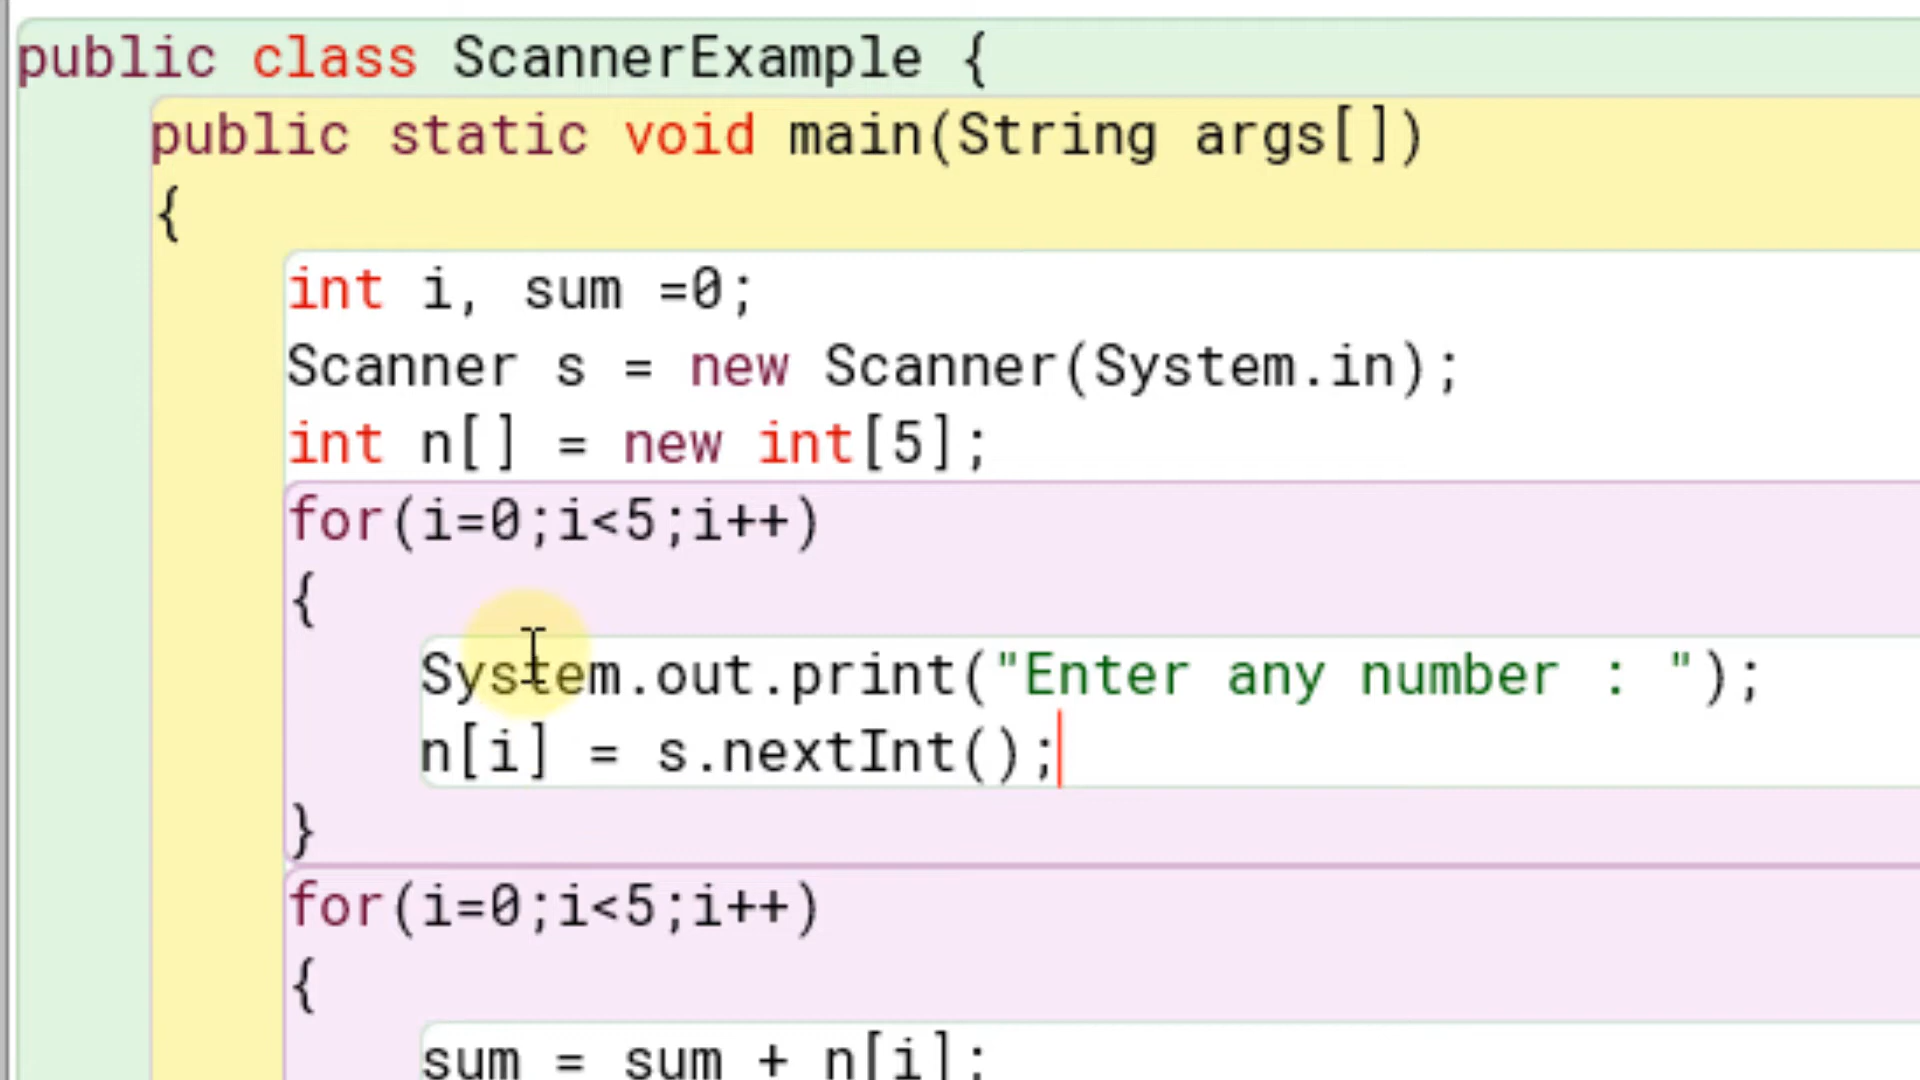 public class ScannerExample {
public static void main(String args[])
{
int i, sum =0;
Scanner s = new Scanner(System.in);
int n[] = new int[5];
for(i=0;i<5;i++)
{
System.out.print("Enter any number : ");
n[i] = s.nextInt();
}
for(i=0;i<5;i++)
{
sum = sum + n[i];